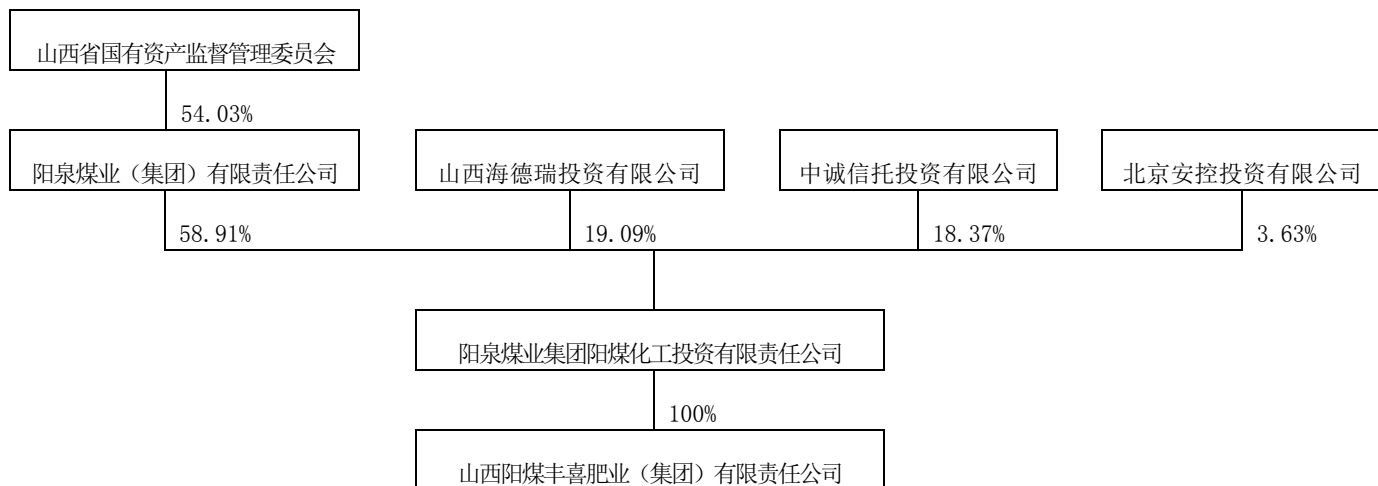 山西省国有资产监督管理委员会
54.03%
阳泉煤业（集团）有限责任公司
山西海德瑞投资有限公司
中诚信托投资有限公司
北京安控投资有限公司
58.91%
19.09%
18.37%
3.63%
阳泉煤业集团阳煤化工投资有限责任公司
100%
山西阳煤丰喜肥业（集团）有限责任公司